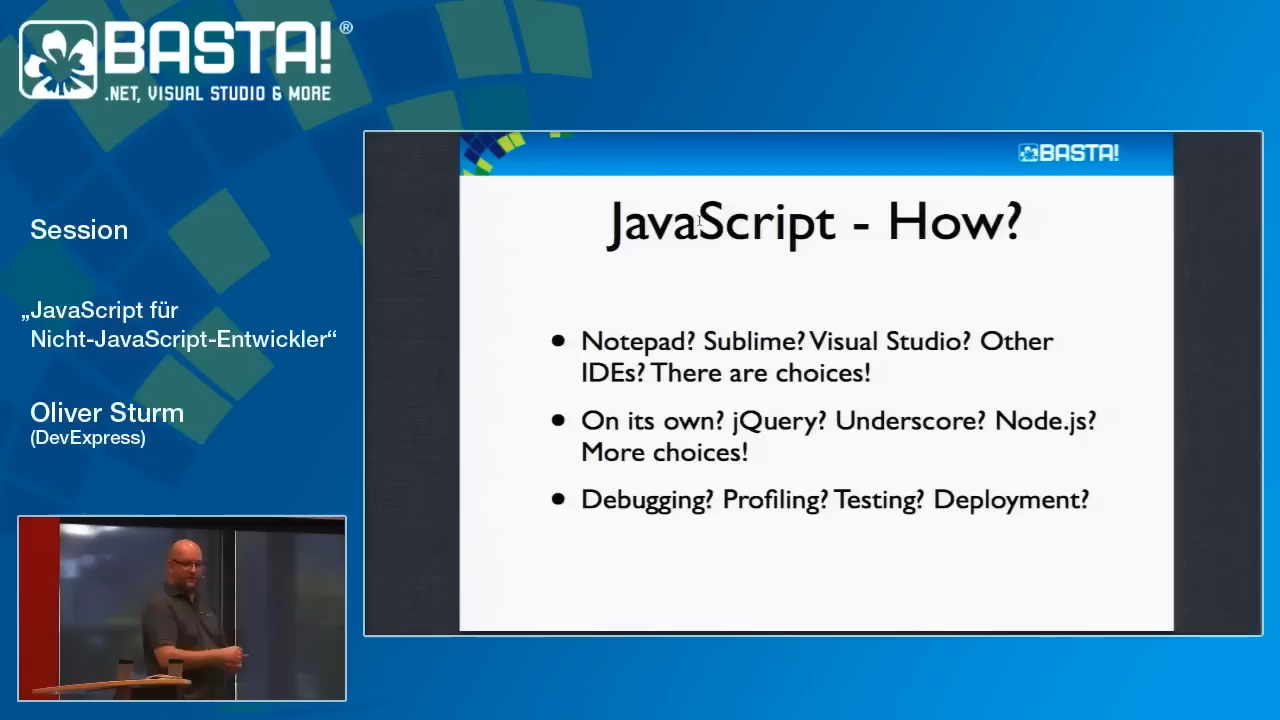 BASTA!®
.NET, VISUAL STUDIO & MORE
Session
„JavaScript für
Nicht-JavaScript-Entwickler“
Oliver Sturm
(DevExpress)
BASTA!
JavaScript - How?
• Notepad? Sublime? Visual Studio? Other
IDEs? There are choices!
• On its own? jQuery? Underscore? Node.js?
More choices!
• Debugging? Profiling? Testing? Deployment?